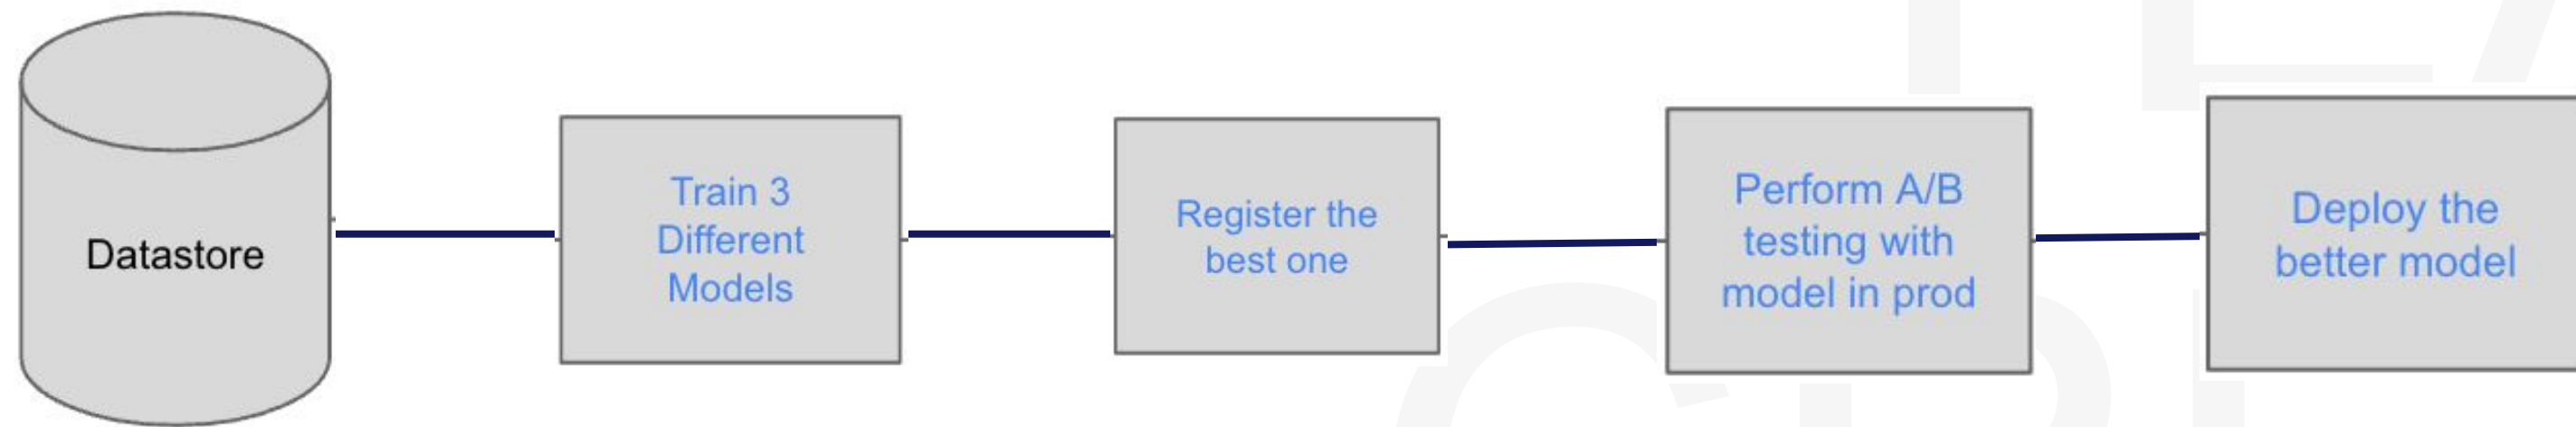 Datastore
Train 3
Different
Models
Register the
best one
Perform A/B
testing with
model in prod
Deploy the
better model